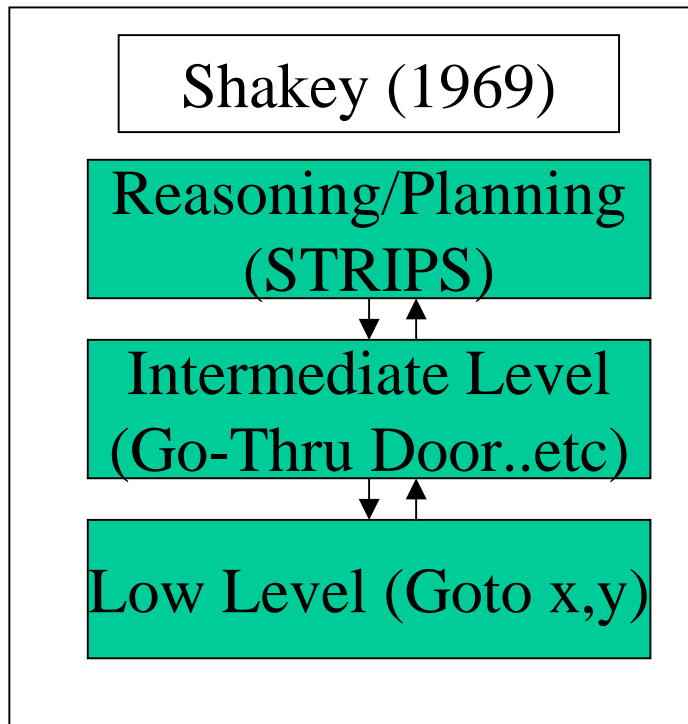 Shakey (1969)
Reasoning/Planning
(STRIPS)
Intermediate Level
(Go-Thru Door..etc)
Low Level (Goto x,y)